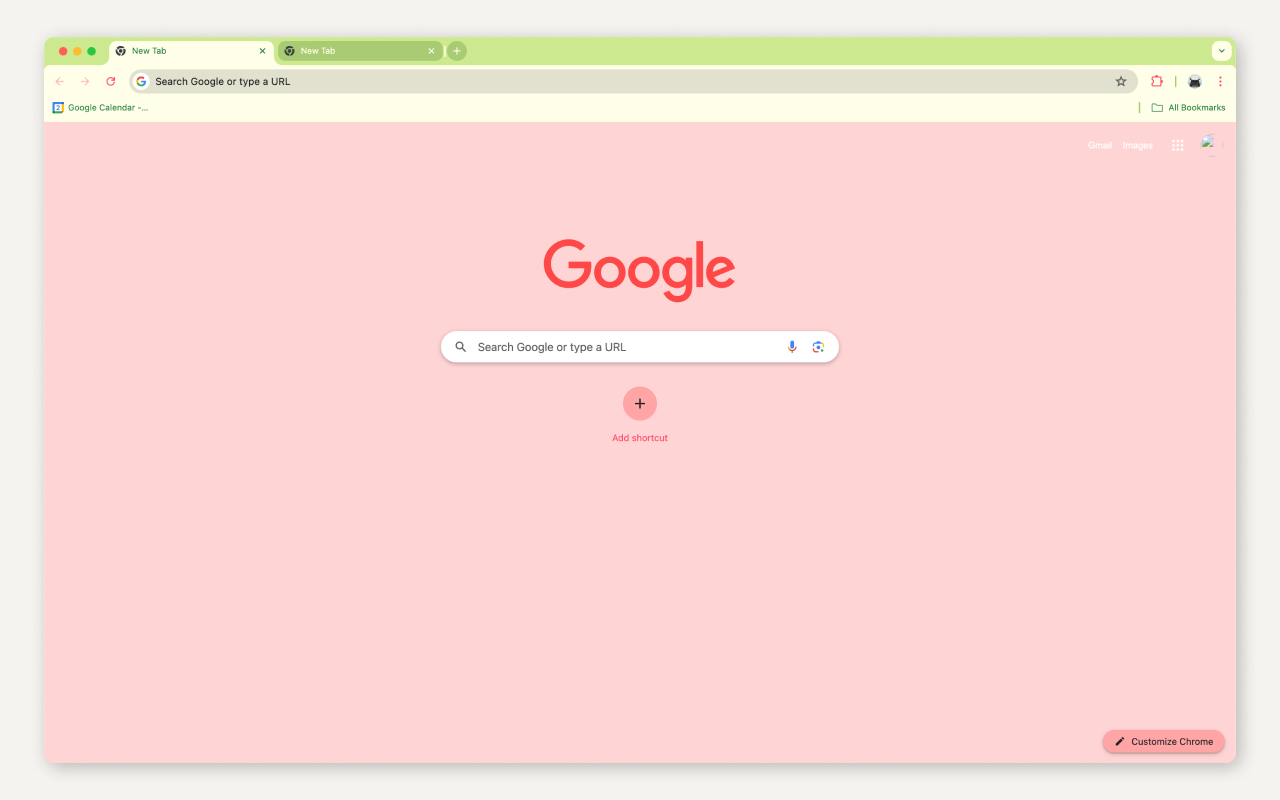 New Tab
New Tab
Search Google or type a URL
Google Calendar -...
All Bookmarks
Gmail Images
Google
Search Google or type a URL
Add shortcut
Customize Chrome